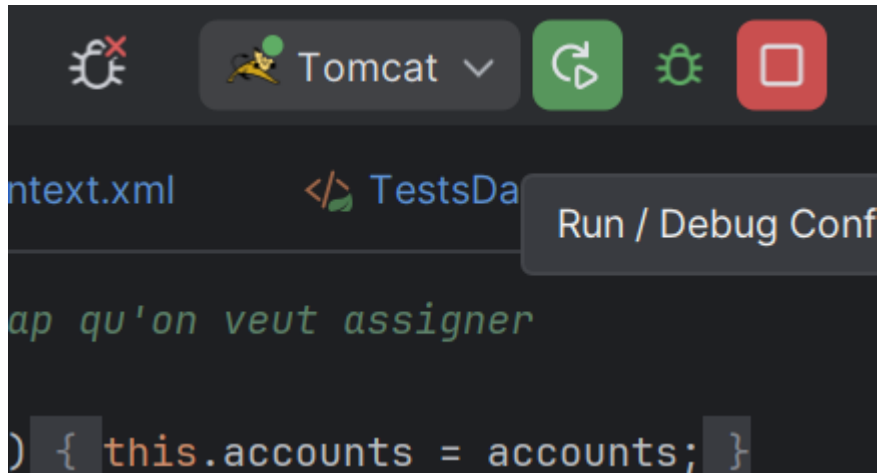 Tomcat
ntext.xml
TestsDa
Run / Debug Conf
ap qu'on veut assigner
) { this.accounts = accounts; }